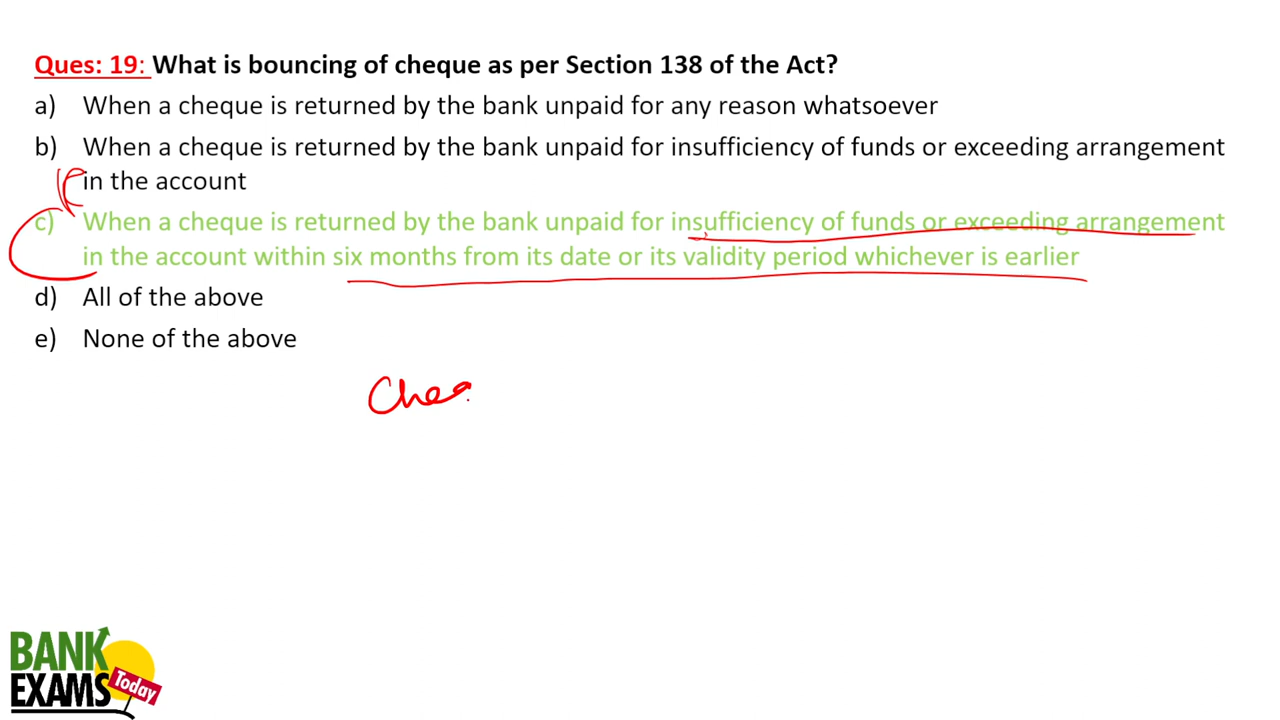 Ques: 19: What is bouncing of cheque as per Section 138 of the Act?
a) When a cheque is returned by the bank unpaid for any reason whatsoever
b) When a cheque is returned by the bank unpaid for insufficiency of funds or exceeding arrangement
in the account
c) When a cheque is returned by the bank unpaid for insufficiency of funds or exceeding arrangement
in the account within six months from its date or its validity period whichever is earlier
d) All of the above
e) None of the above
BANK
EXAMS
Today